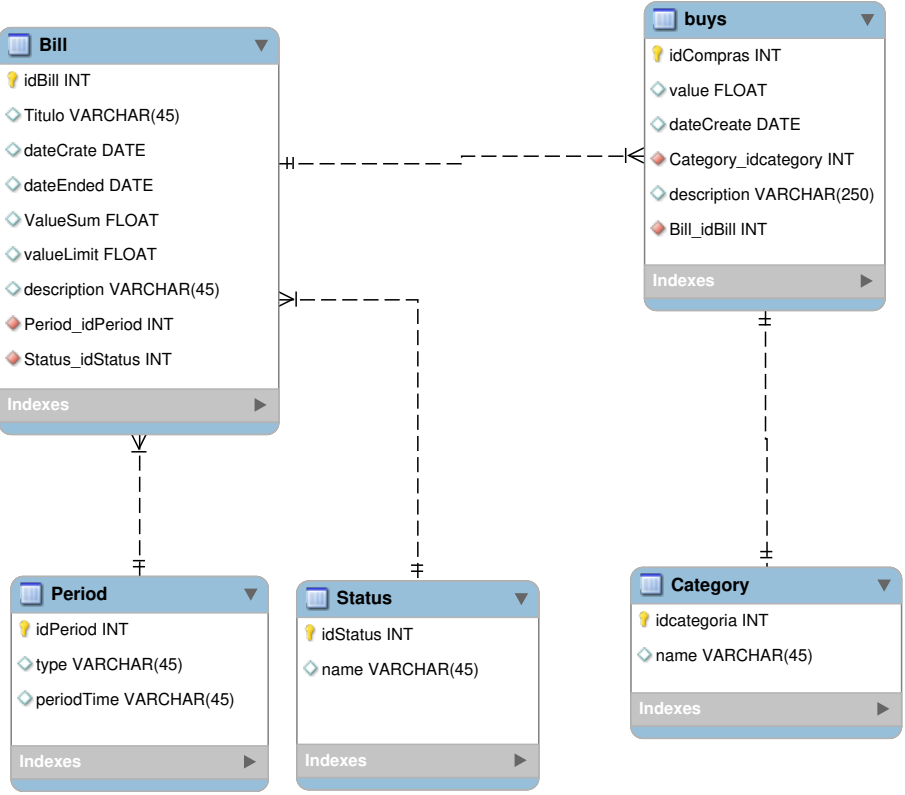 Bill
idBill INT
Titulo VARCHAR(45)
dateCrate DATE
dateEnded DATE
ValueSum FLOAT
valueLimit FLOAT
description VARCHAR(45)
Period_idPeriod INT
Status_idStatus INT
Indexes
buys
idCompras INT
value FLOAT
dateCreate DATE
Category_idcategory INT
description VARCHAR(250)
Bill_idBill INT
Indexes
Period
idPeriod INT
type VARCHAR(45)
periodTime VARCHAR(45)
Indexes
Status
idStatus INT
name VARCHAR(45)
Indexes
Category
idcategoria INT
name VARCHAR(45)
Indexes